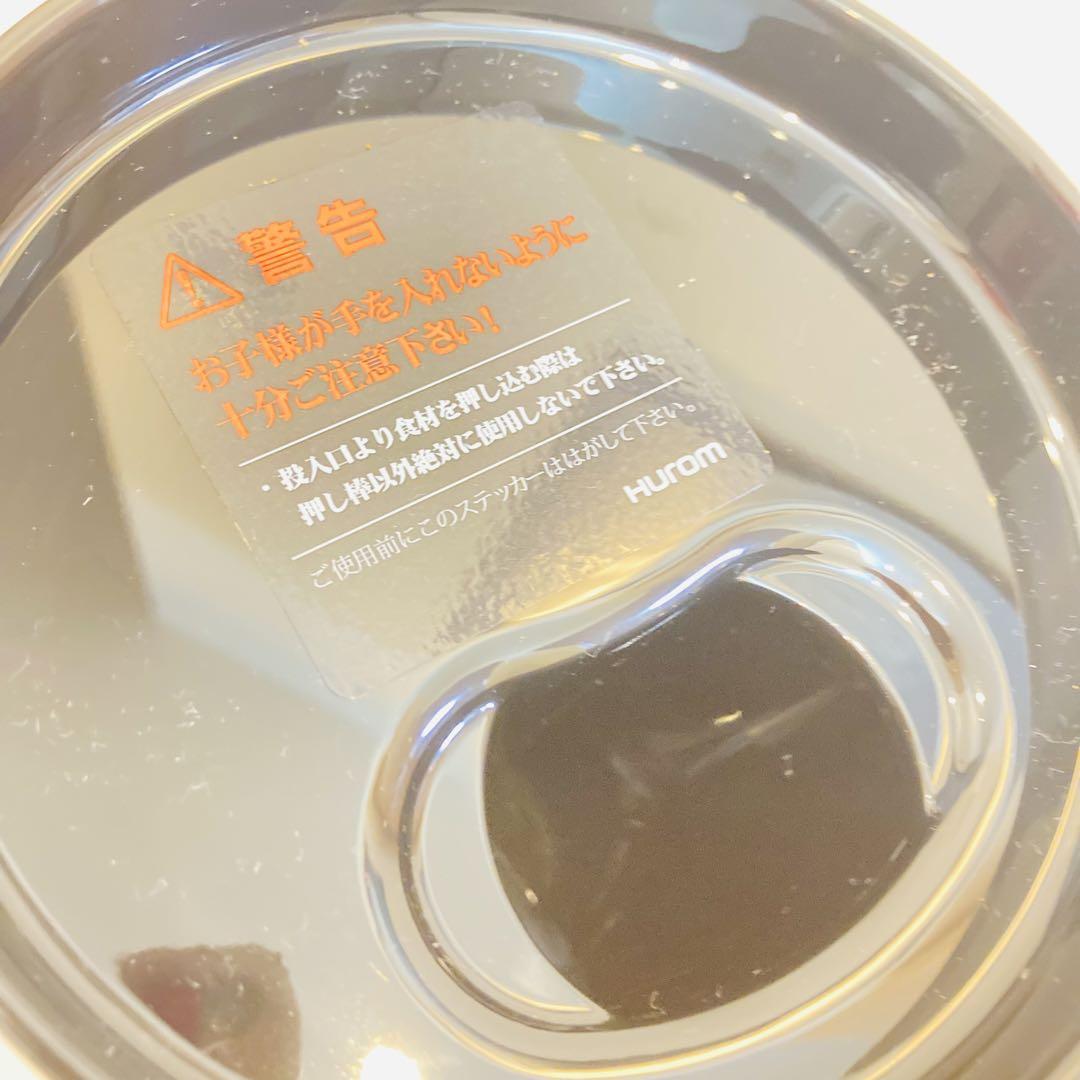 警告
お子様が手を入れないように
十分ご注意下さい!
・投入口より食材を押し込む際は
押し棒以外絶対に使用しないで下さい。
ご使用前にこのステッカーははがして下さい。
Hurom